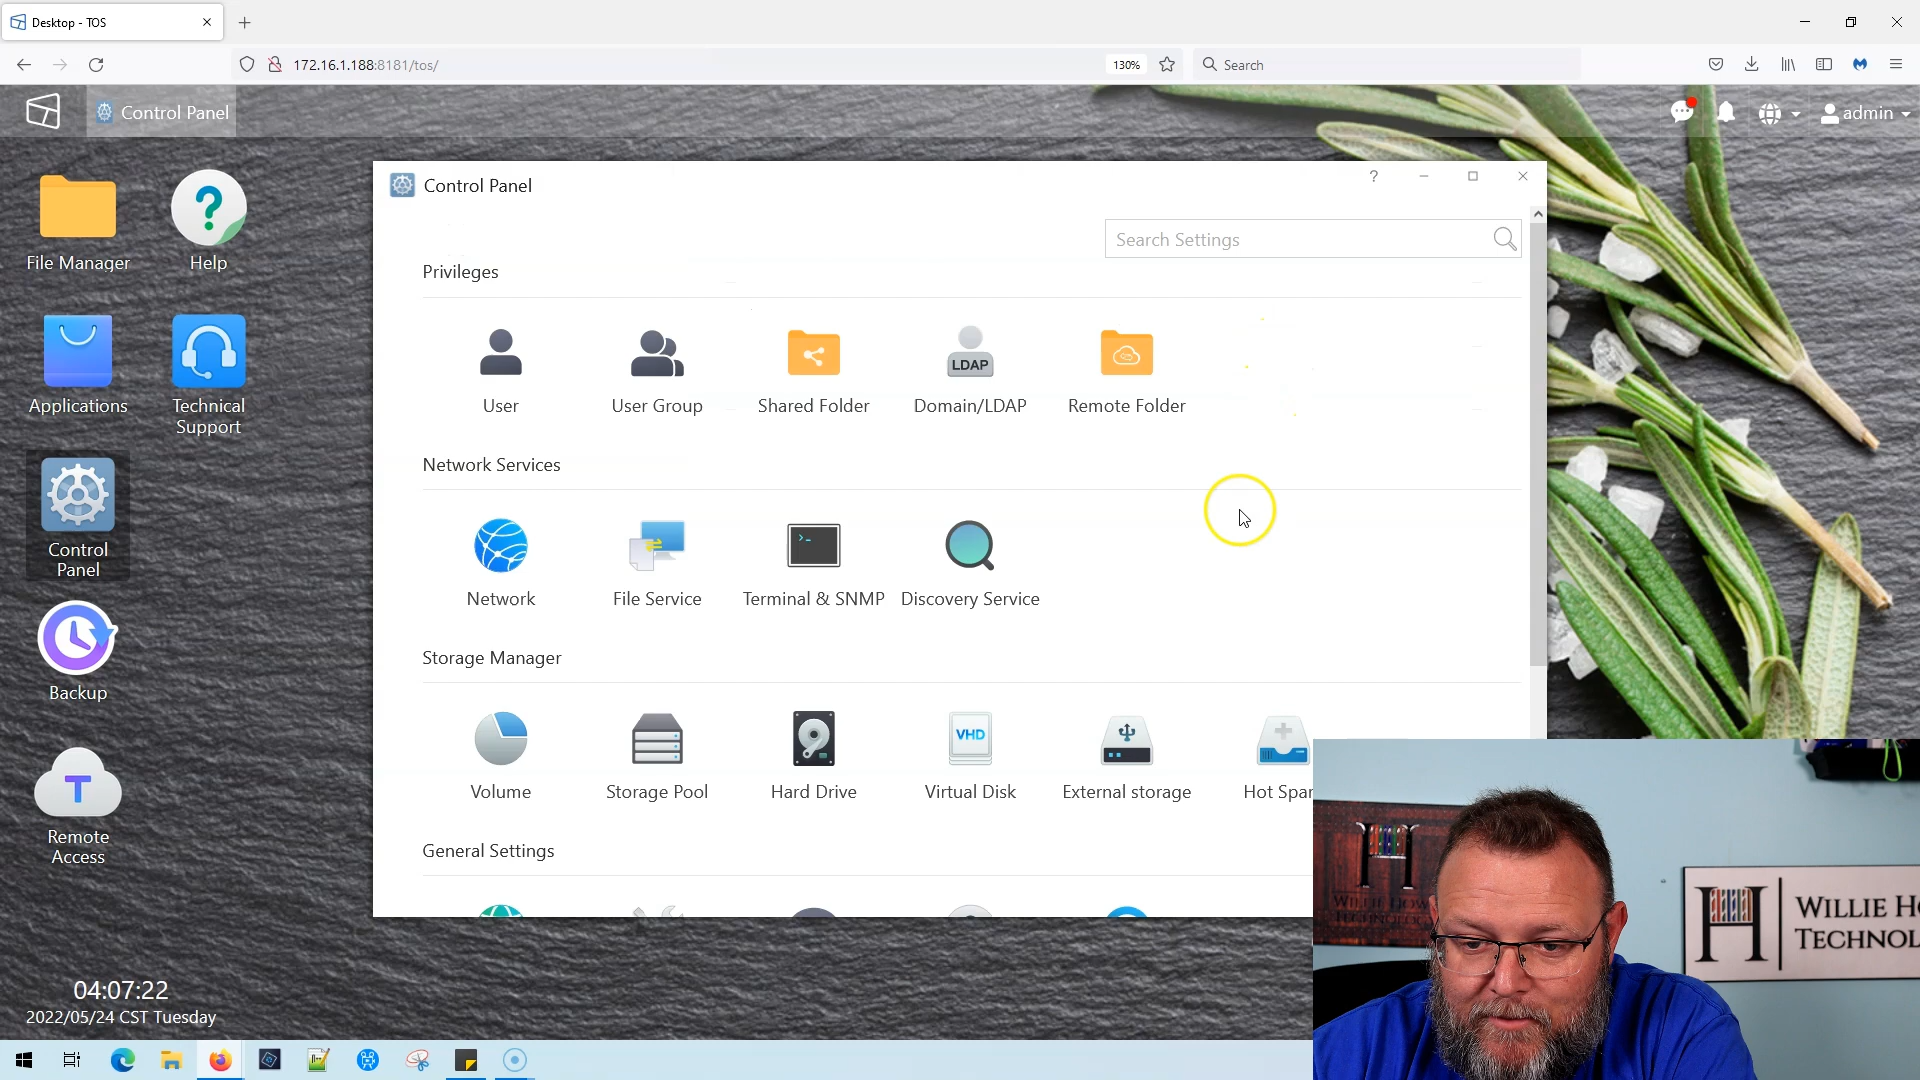 Desktop - TOS
172.16.1.188:8181/tos/
130%
Search
Control Panel
admin
File Manager
Help
Applications
Technical
Support
Control
Panel
Backup
T
Remote
Access
04:07:22
2022/05/24 CST Tuesday
Control Panel
?
Search Settings
Privileges
LDAP
User
User Group
Shared Folder
Domain/LDAP
Remote Folder
Network Services
Network
File Service
Terminal & SNMP
Discovery Service
Storage Manager
VHD
Volume
Storage Pool
Hard Drive
Virtual Disk
External storage
Hot Spar
General Settings
WILLIE HO
TECHNOL